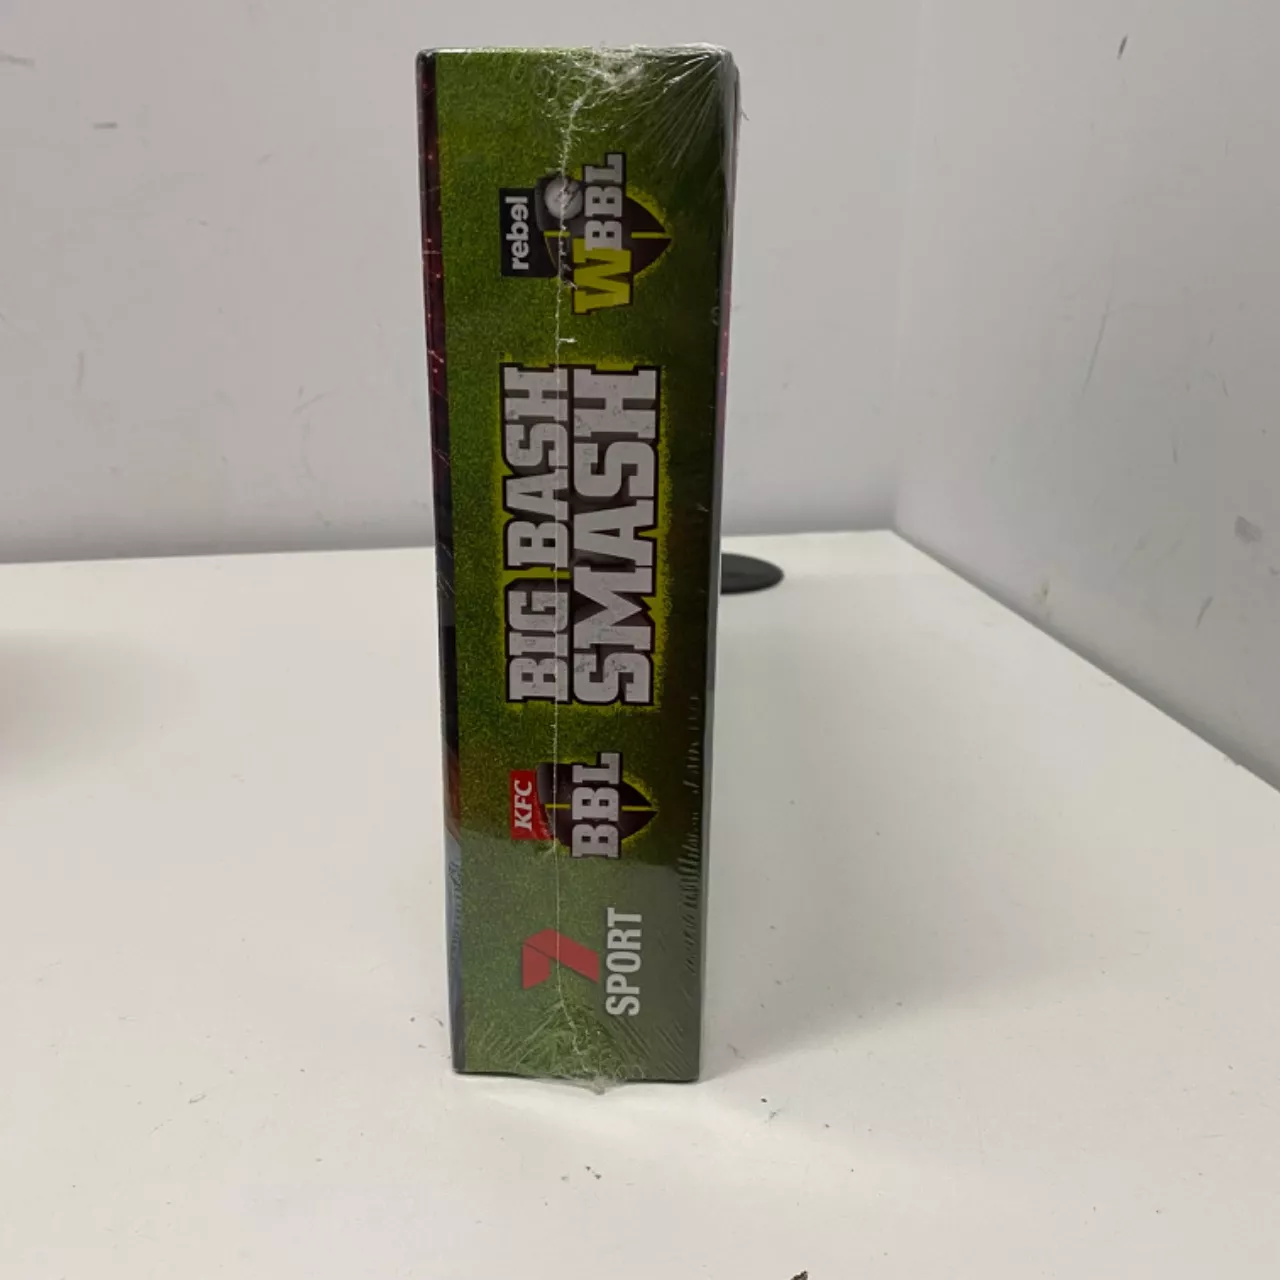 7
SPORT
KFC
BBL
BIG BASH
SMASH
rebel
WBBL